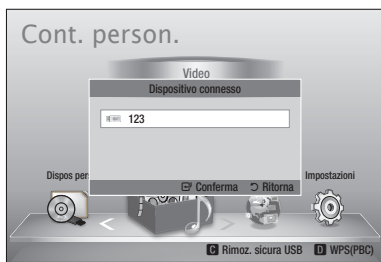 Cont. person.
Video
Dispositivo connesso
123
Dispos per
Impostazioni
Conferma Ritorna
C Rimoz. sicura USB D WPS(PBC)